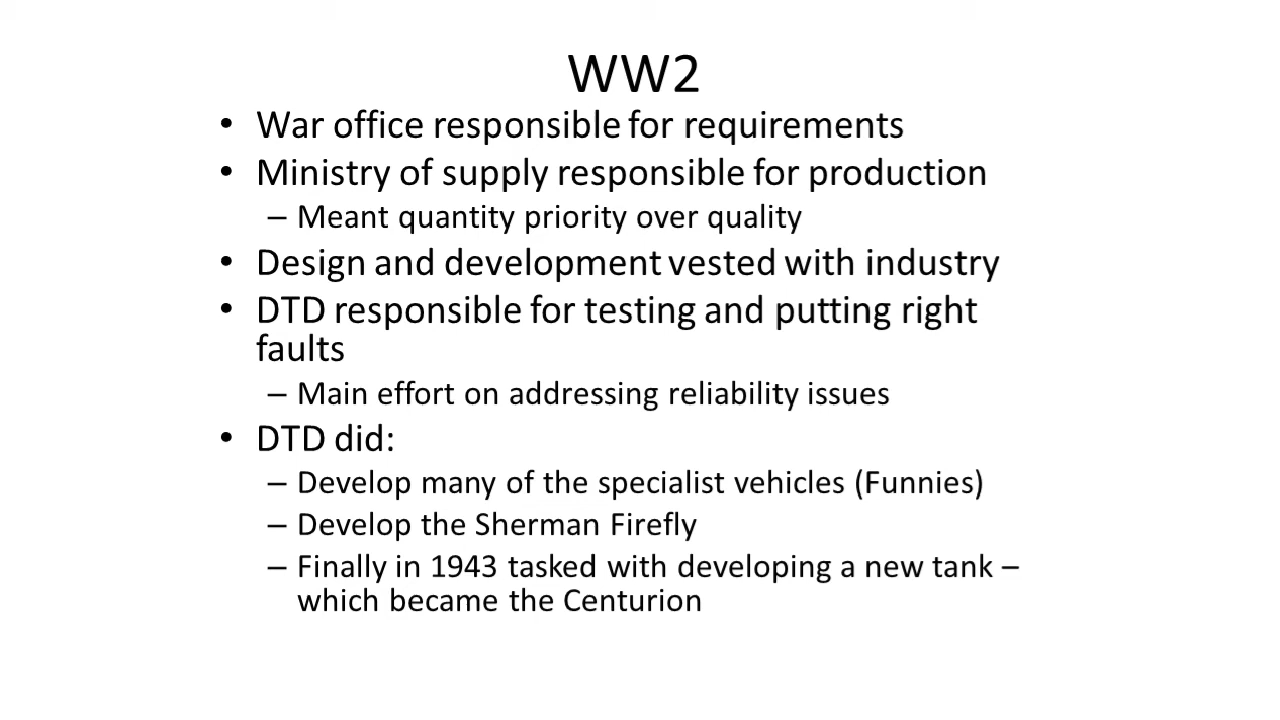 WW2
• War office responsible for requirements
• Ministry of supply responsible for production
– Meant quantity priority over quality
• Design and development vested with industry
• DTD responsible for testing and putting right
faults
– Main effort on addressing reliability issues
• DTD did:
– Develop many of the specialist vehicles (Funnies)
– Develop the Sherman Firefly
– Finally in 1943 tasked with developing a new tank –
which became the Centurion